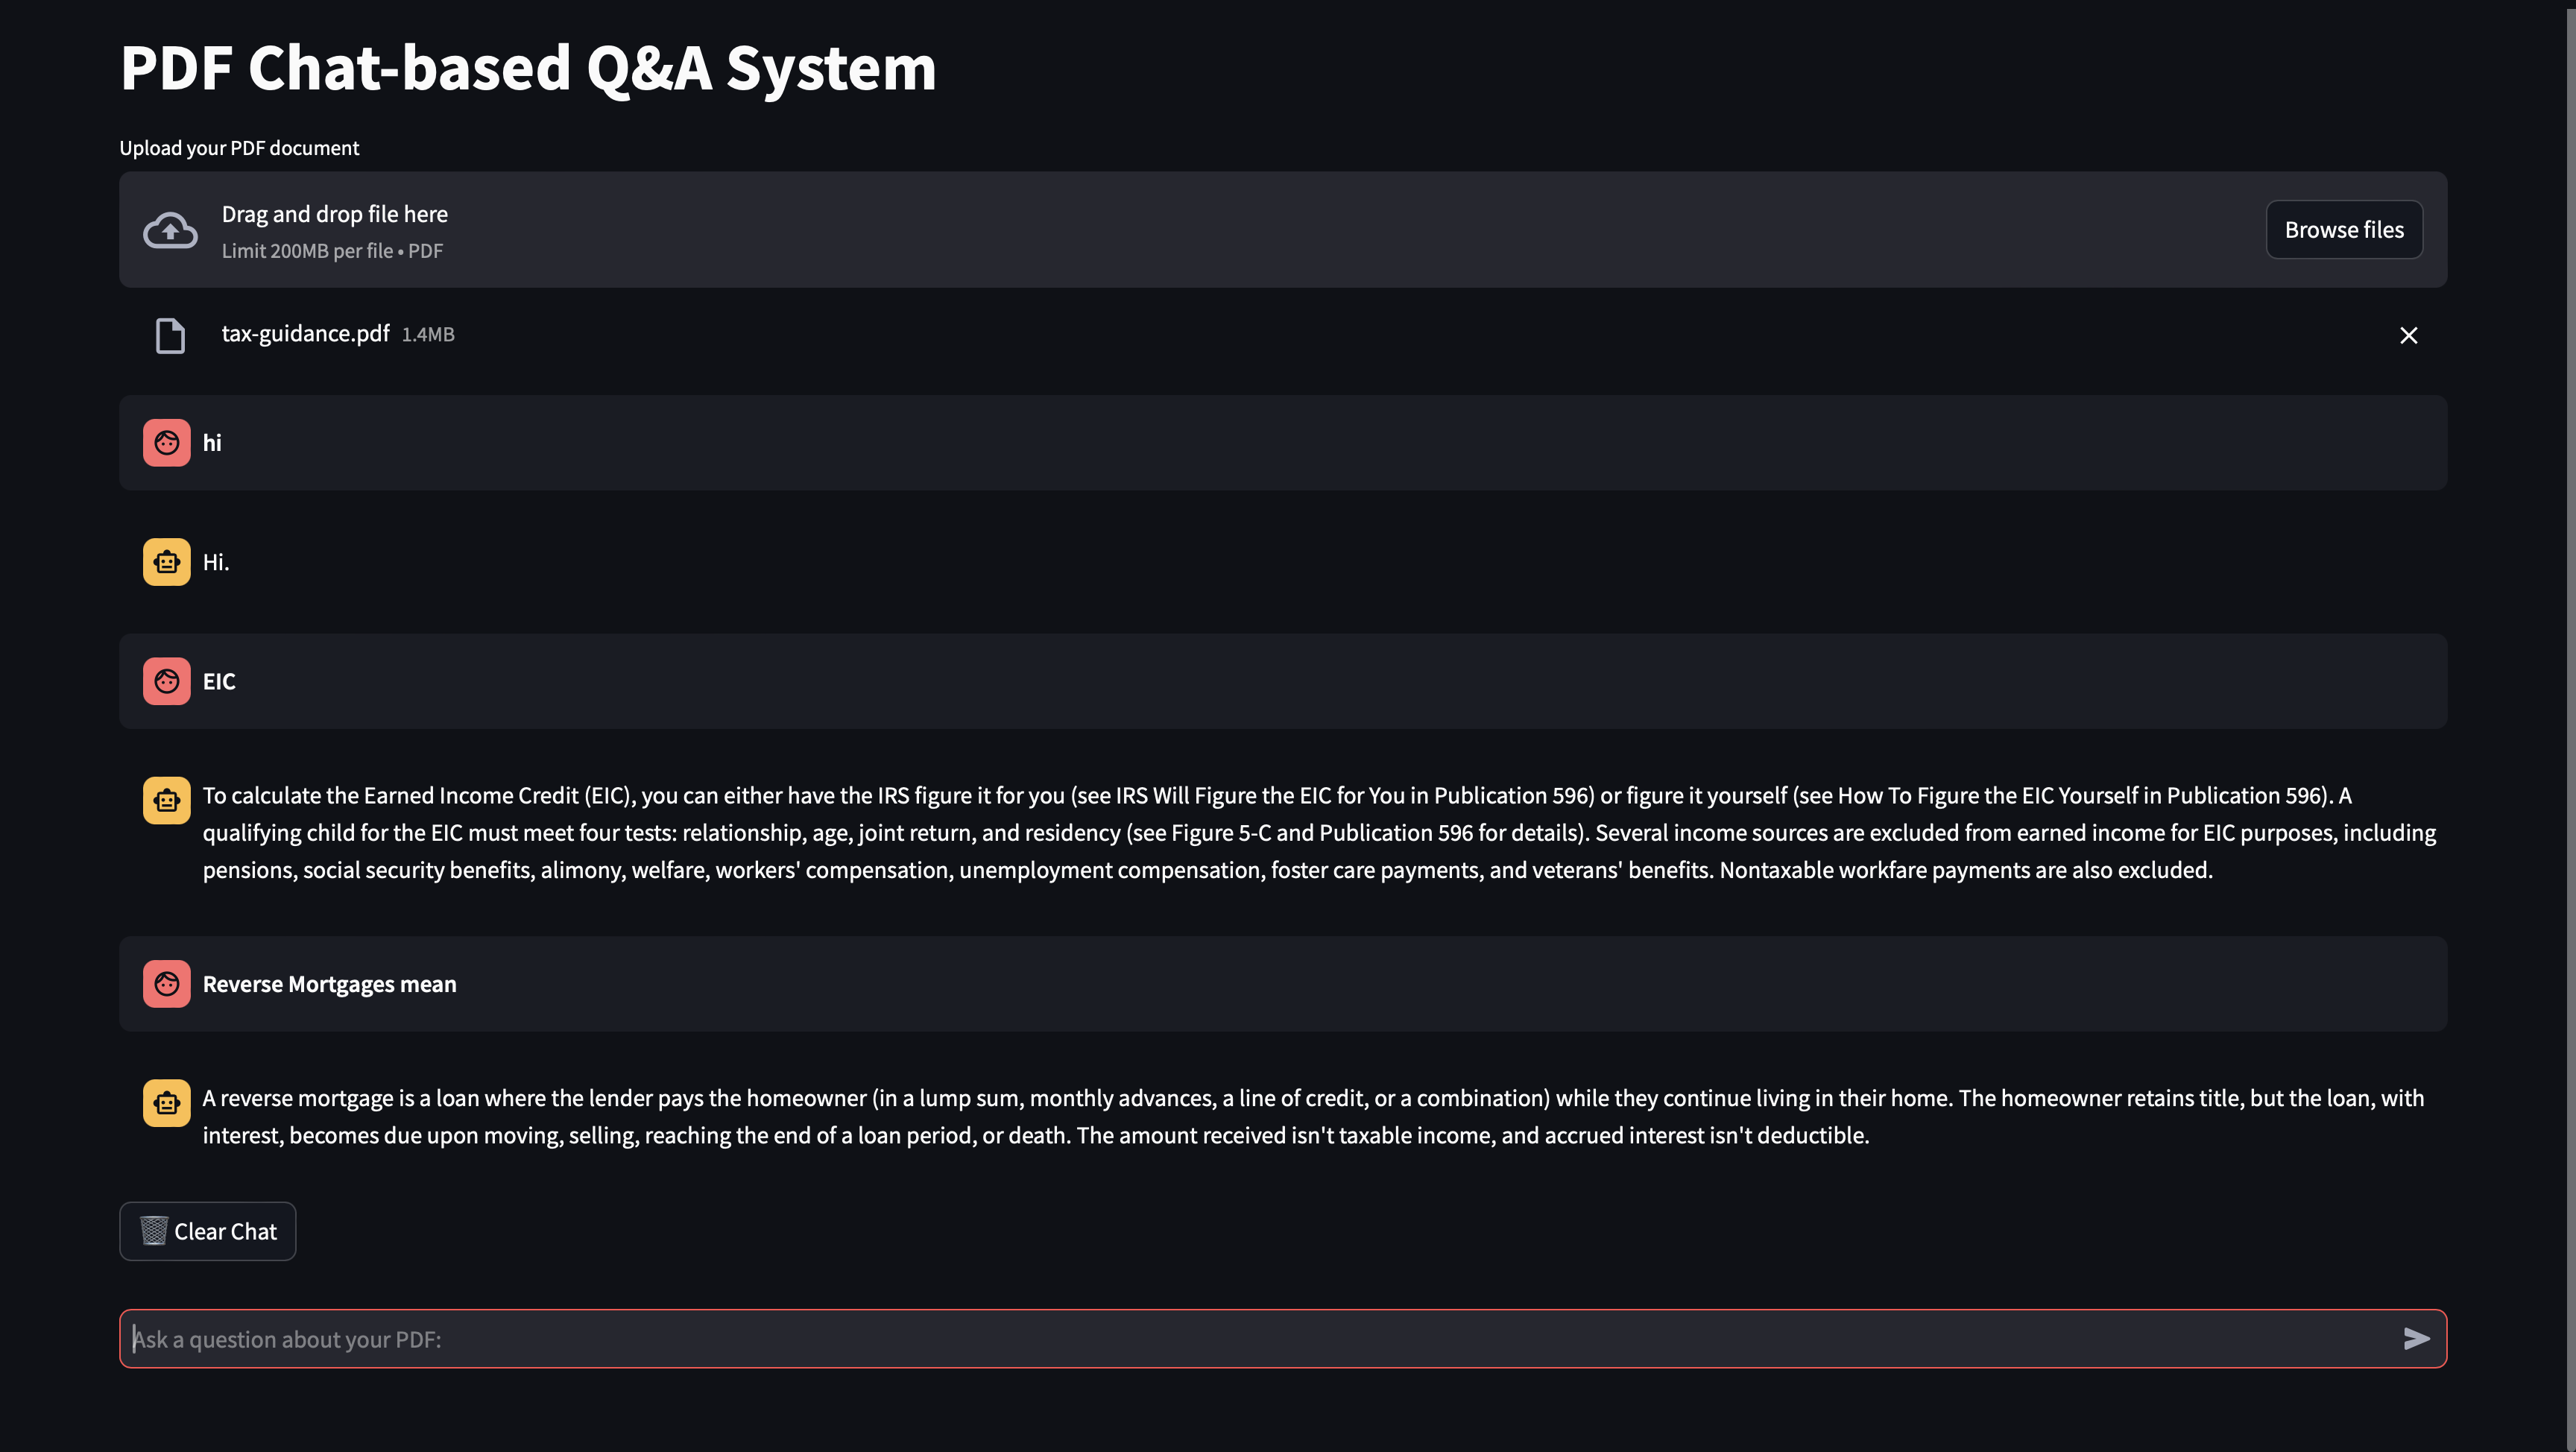 PDF Chat-based Q&A System
Upload your PDF document
Drag and drop file here
Limit 200MB per file • PDF
Browse files
tax-guidance.pdf 1.4MB
hi
Hi.
EIC
To calculate the Earned Income Credit (EIC), you can either have the IRS figure it for you (see IRS Will Figure the EIC for You in Publication 596) or figure it yourself (see How To Figure the EIC Yourself in Publication 596). A
qualifying child for the EIC must meet four tests: relationship, age, joint return, and residency (see Figure 5-C and Publication 596 for details). Several income sources are excluded from earned income for EIC purposes, including
pensions, social security benefits, alimony, welfare, workers' compensation, unemployment compensation, foster care payments, and veterans' benefits. Nontaxable workfare payments are also excluded.
Reverse Mortgages mean
A reverse mortgage is a loan where the lender pays the homeowner (in a lump sum, monthly advances, a line of credit, or a combination) while they continue living in their home. The homeowner retains title, but the loan, with
interest, becomes due upon moving, selling, reaching the end of a loan period, or death. The amount received isn't taxable income, and accrued interest isn't deductible.
Clear Chat
Ask a question about your PDF: